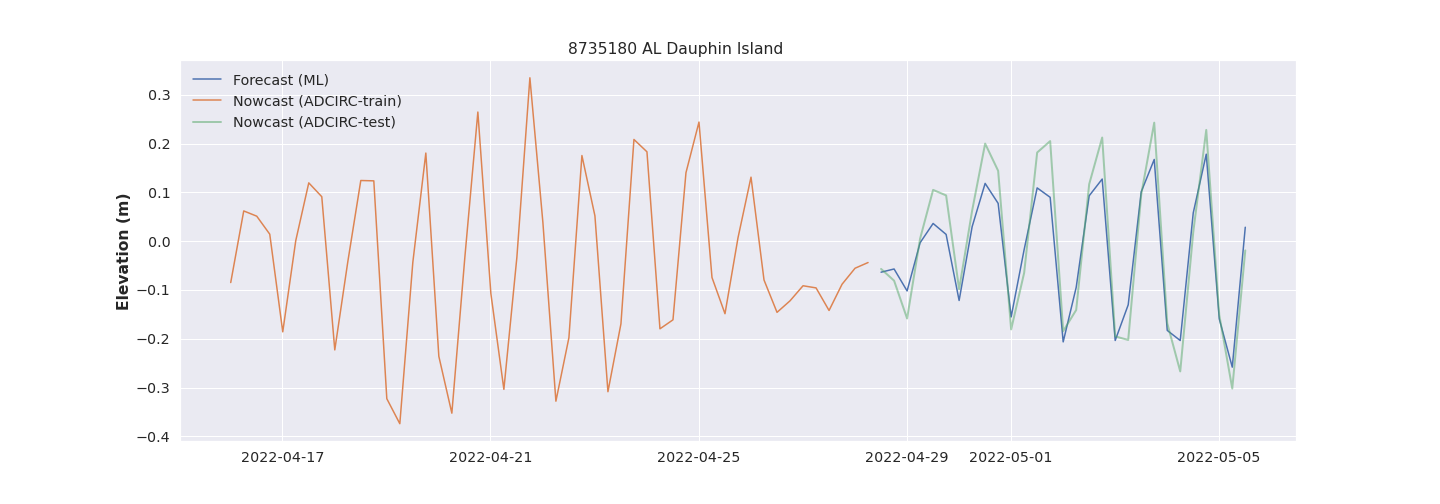 8735180 AL Dauphin Island
Forecast (ML)
Nowcast (ADCIRC-train)
Nowcast (ADCIRC-test)
Elevation (m)
0.3
0.2
0.1
0.0
−0.1
−0.2
−0.3
−0.4
2022-04-17 2022-04-21 2022-04-25 2022-04-29 2022-05-01 2022-05-05